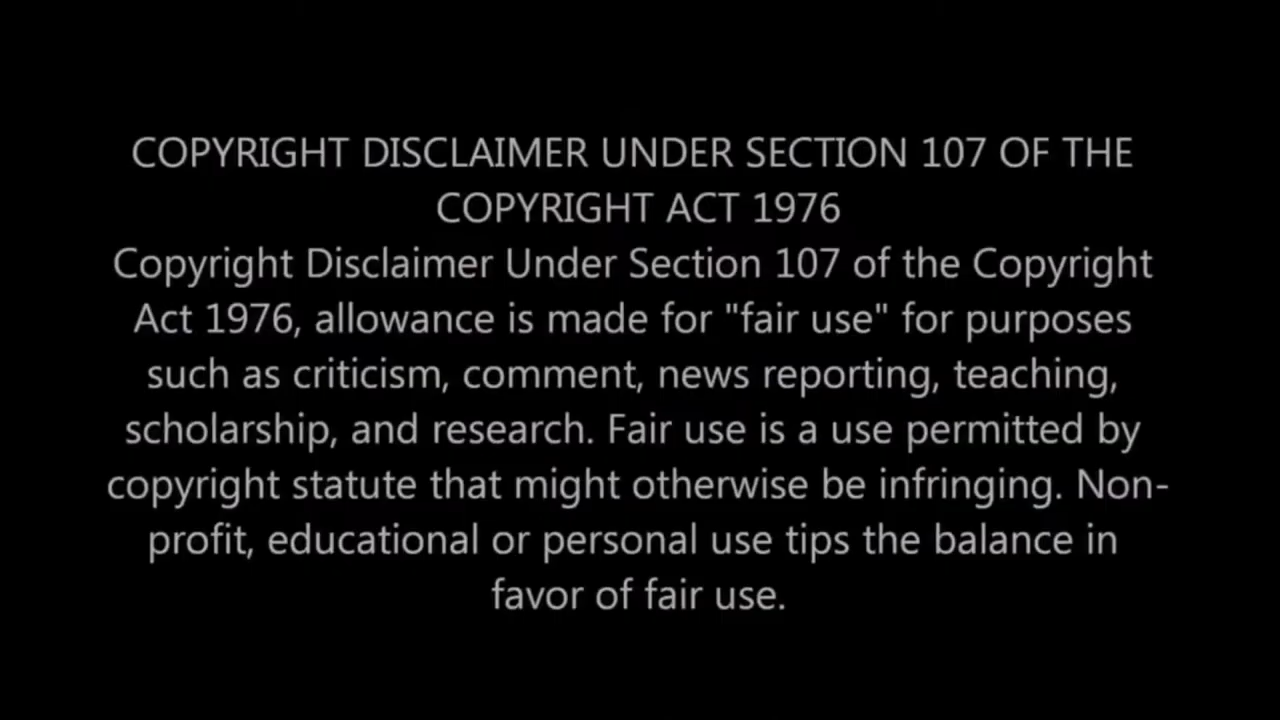 COPYRIGHT DISCLAIMER UNDER SECTION 107 OF THE
COPYRIGHT ACT 1976
Copyright Disclaimer Under Section 107 of the Copyright
Act 1976, allowance is made for "fair use" for purposes
such as criticism, comment, news reporting, teaching,
scholarship, and research. Fair use is a use permitted by
copyright statute that might otherwise be infringing. Non-
profit, educational or personal use tips the balance in
favor of fair use.